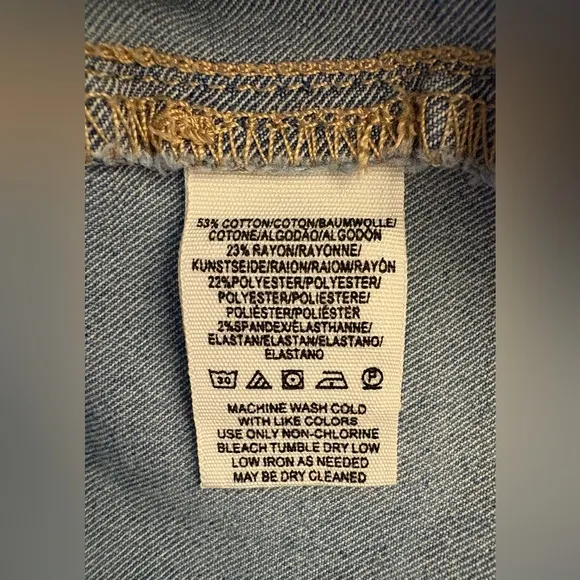 53% COTTON/COTON/BAUMWOLLE/
COTONE/ALGODÃO/ALGODÓN
23% RAYON/RAYONNE/
KUNSTSEIDE/RAION/RAIOM/RAYÓN
22%POLYESTER/POLYESTER/
POLYESTER/POLIESTERE/
POLIÉSTER/POLIÉSTER
2%SPANDEX/ÉLASTHANNE/
ELASTAN/ELASTAN/ELASTANO/
ELASTANO
30 P
MACHINE WASH COLD
WITH LIKE COLORS
USE ONLY NON-CHLORINE
BLEACH TUMBLE DRY LOW
LOW IRON AS NEEDED
MAY BE DRY CLEANED